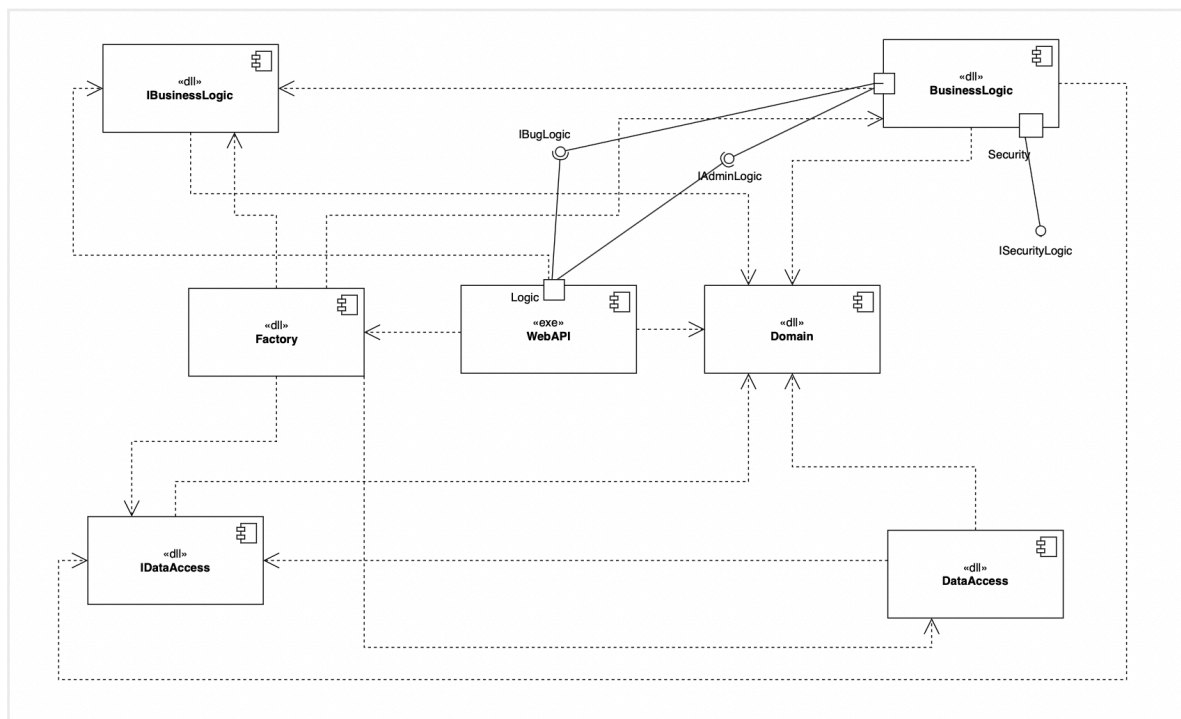 «dll»
IBusinessLogic
«dll»
BusinessLogic
IBugLogic
IAdminLogic
Security
ISecurityLogic
Logic
«dll»
Factory
«exe»
WebAPI
«dll»
Domain
«dll»
IDataAccess
«dll»
DataAccess